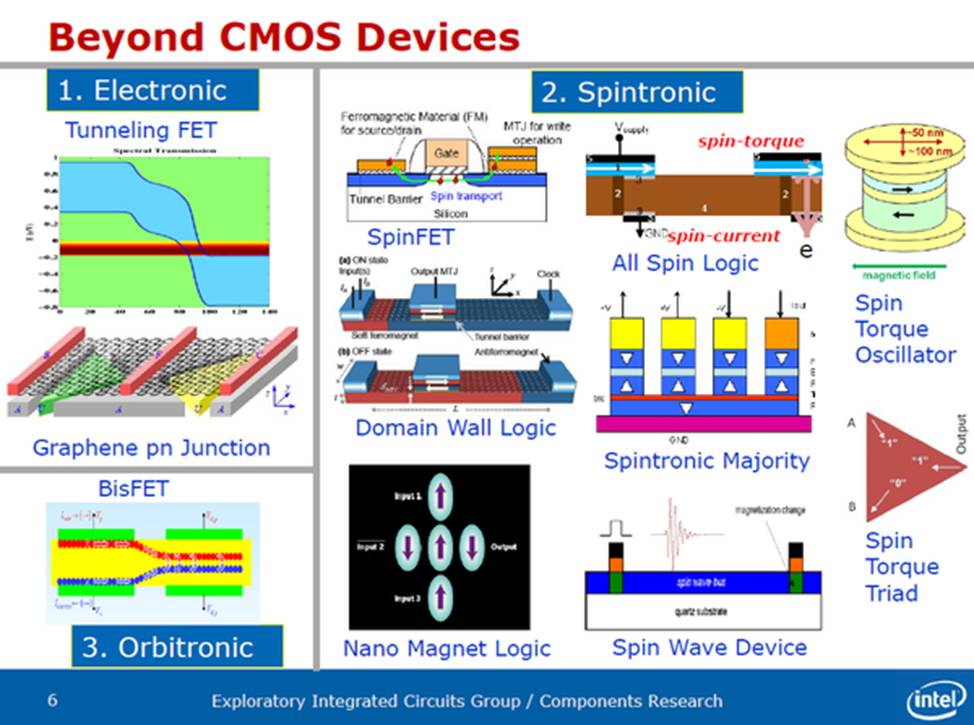 Beyond CMOS Devices
1. Electronic
Tunneling FET
Spectral Transmission
Graphene pn Junction
BisFET
3. Orbitronic
2. Spintronic
Ferromagnetic Material (FM)
for source/drain
MTJ for write
operation
Gate
Tunnel Barrier
Spin transport
Silicon
SpinFET
(a) ON state
Input(s)
Output MTJ
Clock
Soft ferromagnet
Tunnel barrier
(b) OFF state
Antiferromagnet
L
Domain Wall Logic
Input 1
Input 2
Output
Input 3
Nano Magnet Logic
Vsupply
spin-torque
2
4
2
GND
spin-current
e
All Spin Logic
GND
Spintronic Majority
magnetization change
spin wave bus
quartz substrate
Spin Wave Device
~50 nm
~100 nm
magnetic field
Spin
Torque
Oscillator
A
"1"
"1"
Output
"0"
B
Spin
Torque
Triad
6
Exploratory Integrated Circuits Group / Components Research
intel